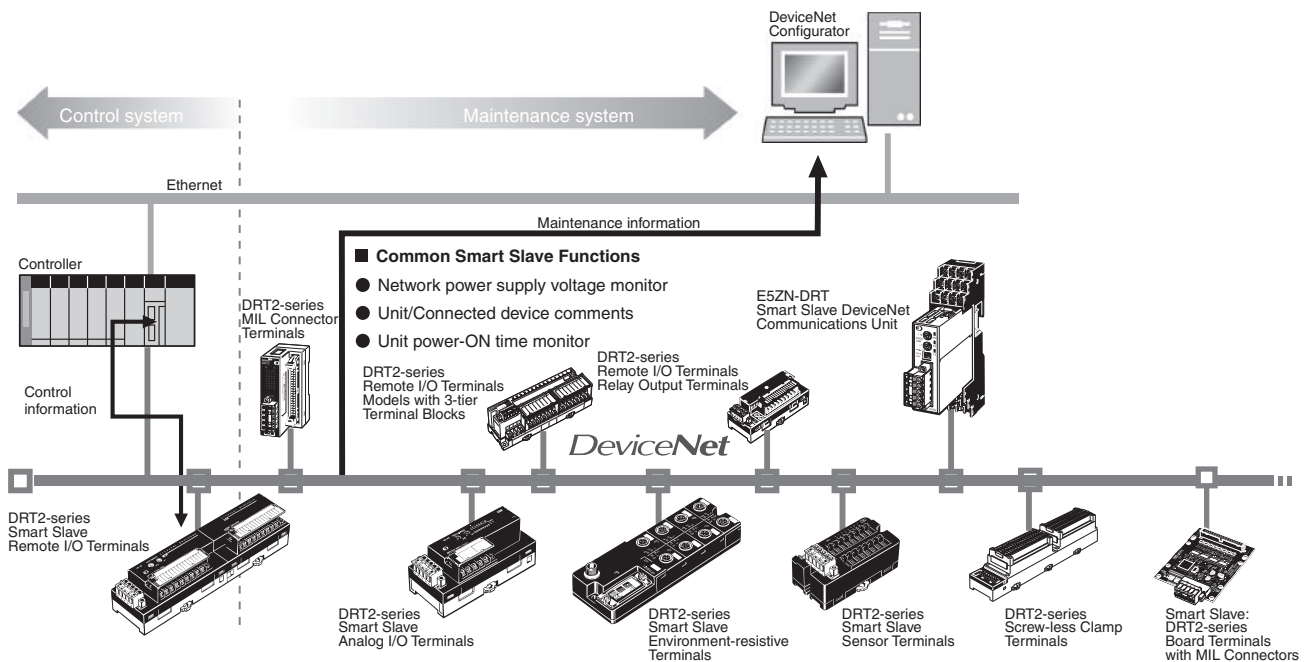 DeviceNet
Configurator
Control system
Maintenance system
Ethernet
Maintenance information
■ Common Smart Slave Functions
● Network power supply voltage monitor
● Unit/Connected device comments
● Unit power-ON time monitor
Controller
DRT2-series
MIL Connector
Terminals
E5ZN-DRT
Smart Slave DeviceNet
Communications Unit
DRT2-series
Remote I/O Terminals
Models with 3-tier
Terminal Blocks
DRT2-series
Remote I/O Terminals
Relay Output Terminals
Control
information
DeviceNet
DRT2-series
Smart Slave
Remote I/O Terminals
DRT2-series
Smart Slave
Analog I/O Terminals
DRT2-series
Smart Slave
Environment-resistive
Terminals
DRT2-series
Smart Slave
Sensor Terminals
DRT2-series
Screw-less Clamp
Terminals
Smart Slave:
DRT2-series
Board Terminals
with MIL Connectors